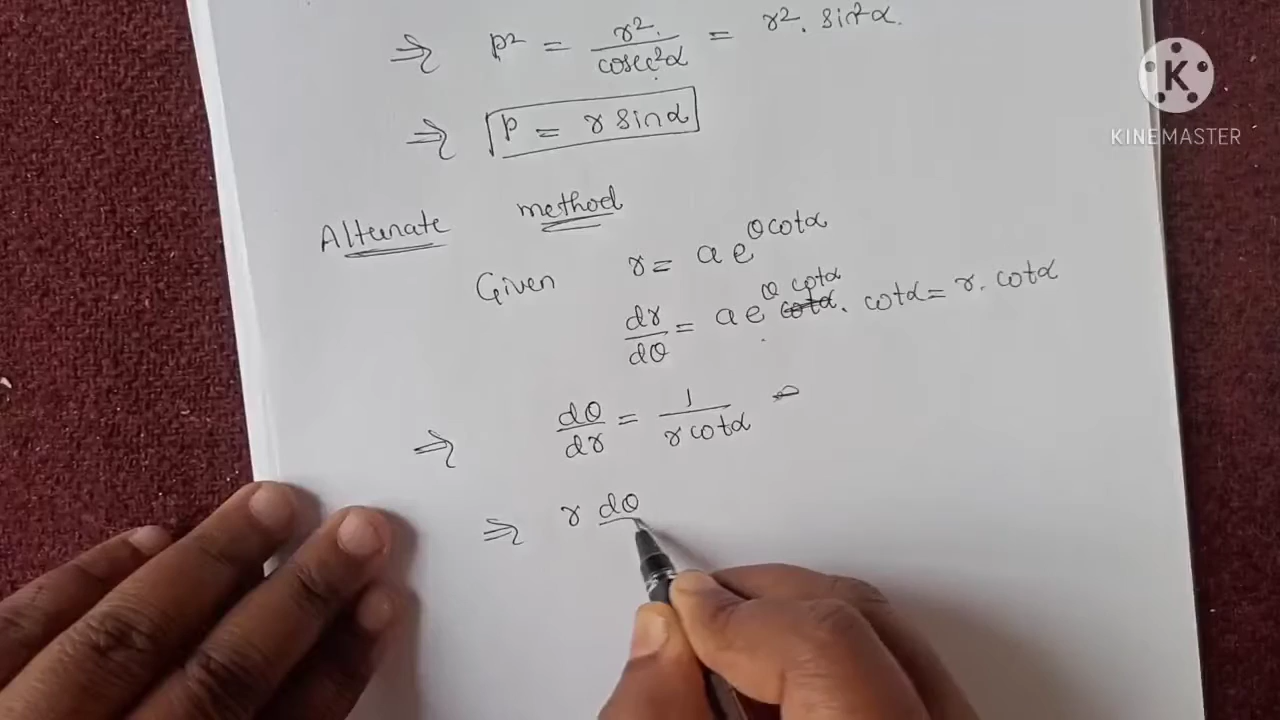 ⇒ p² = r²/cosec²α = r². sin²α.
K
KINEMASTER
⇒ p = r sinα
Alternate method
Given r = a e^θcotα
dr/dθ = a e^θ cotα . cotα = r. cotα
⇒ dθ/dr = 1/r cotα
⇒ r dθ